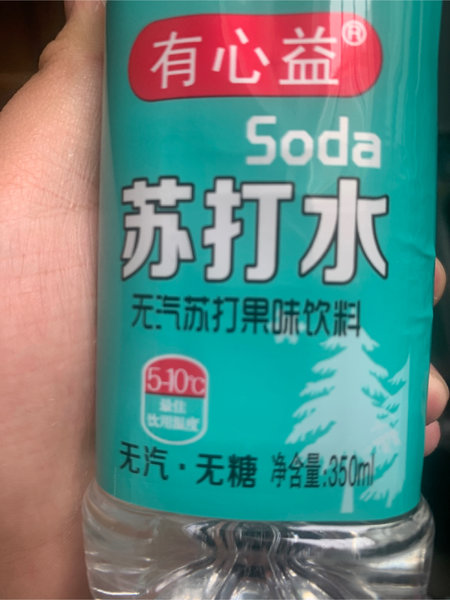 有心益®
Soda
苏打水
无汽苏打果味饮料
5-10℃
最佳
饮用温度
无汽·无糖 净含量:350ml